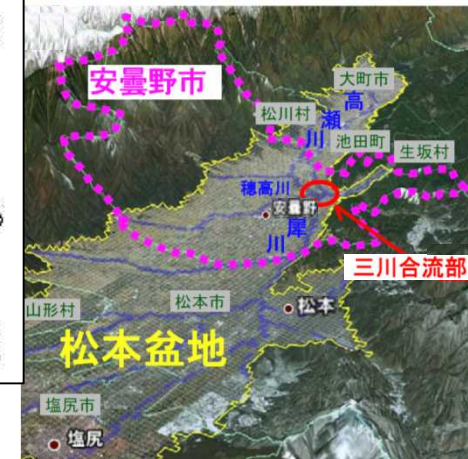 安曇野市
大町市
松川村
高瀬川
池田町
生坂村
穂高川
安曇野
犀川
三川合流部
山形村
松本市
松本
松本盆地
塩尻市
塩尻